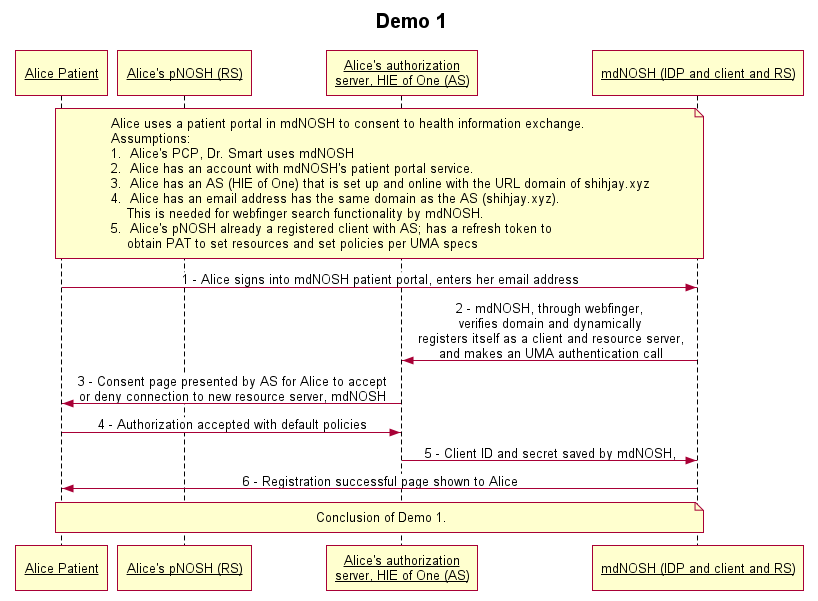 Demo 1
Alice Patient
Alice's pNOSH (RS)
Alice's authorization
server, HIE of One (AS)
mdNOSH (IDP and client and RS)
Alice uses a patient portal in mdNOSH to consent to health information exchange.
Assumptions:
1. Alice's PCP, Dr. Smart uses mdNOSH
2. Alice has an account with mdNOSH's patient portal service.
3. Alice has an AS (HIE of One) that is set up and online with the URL domain of shihjay.xyz
4. Alice has an email address has the same domain as the AS (shihjay.xyz).
This is needed for webfinger search functionality by mdNOSH.
5. Alice's pNOSH already a registered client with AS; has a refresh token to
obtain PAT to set resources and set policies per UMA specs
1 - Alice signs into mdNOSH patient portal, enters her email address
2 - mdNOSH, through webfinger,
verifies domain and dynamically
registers itself as a client and resource server,
and makes an UMA authentication call
3 - Consent page presented by AS for Alice to accept
or deny connection to new resource server, mdNOSH
4 - Authorization accepted with default policies
5 - Client ID and secret saved by mdNOSH,
6 - Registration successful page shown to Alice
Conclusion of Demo 1.
Alice Patient
Alice's pNOSH (RS)
Alice's authorization
server, HIE of One (AS)
mdNOSH (IDP and client and RS)